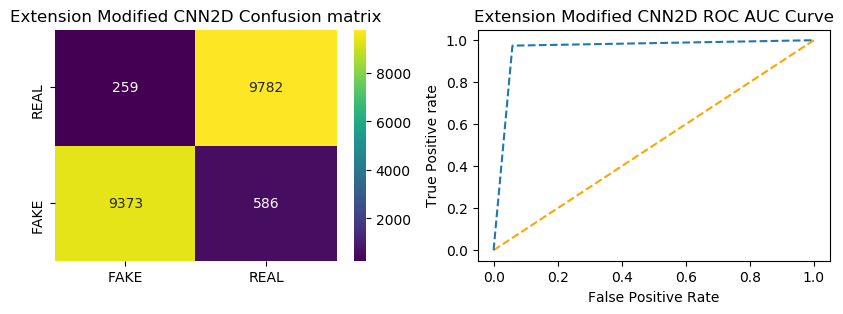 Extension Modified CNN2D Confusion matrix
REAL
FAKE
259
9782
9373
586
FAKE
REAL
8000
6000
4000
2000
Extension Modified CNN2D ROC AUC Curve
True Positive rate
1.0
0.8
0.6
0.4
0.2
0.0
0.0
0.2
0.4
0.6
0.8
1.0
False Positive Rate